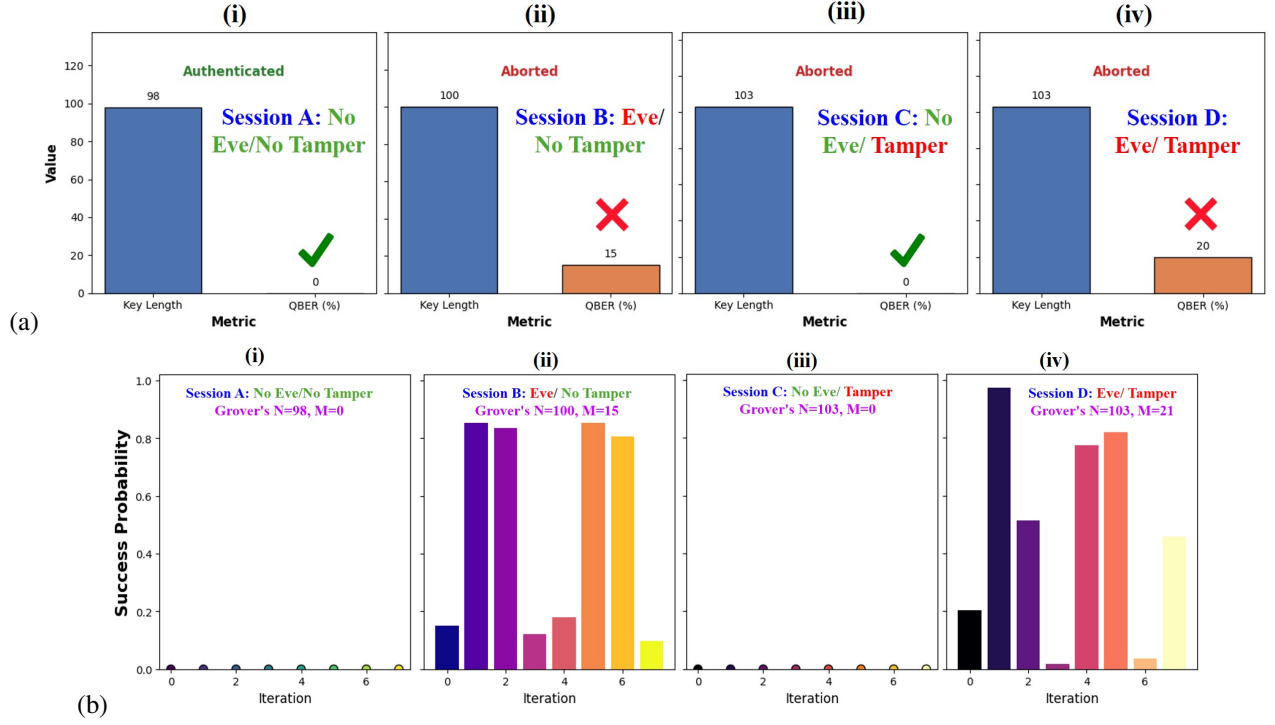 (i)
(ii)
(iii)
(iv)
Value
120
100
80
60
40
20
0
Authenticated
98
Session A: No
Eve/No Tamper
0
Key Length
QBER (%)
Metric
Aborted
100
Session B: Eve/
No Tamper
15
Key Length
QBER (%)
Metric
Aborted
103
Session C: No
Eve/ Tamper
0
Key Length
QBER (%)
Metric
Aborted
103
Session D:
Eve/ Tamper
20
Key Length
QBER (%)
Metric
(a)
(i)
(ii)
(iii)
(iv)
Success Probability
1.0
0.8
0.6
0.4
0.2
0.0
Session A: No Eve/No Tamper
Grover's N=98, M=0
0 2 4 6
Iteration
Session B: Eve/ No Tamper
Grover's N=100, M=15
0 2 4 6
Iteration
Session C: No Eve/ Tamper
Grover's N=103, M=0
0 2 4 6
Iteration
Session D: Eve/ Tamper
Grover's N=103, M=21
0 2 4 6
Iteration
(b)